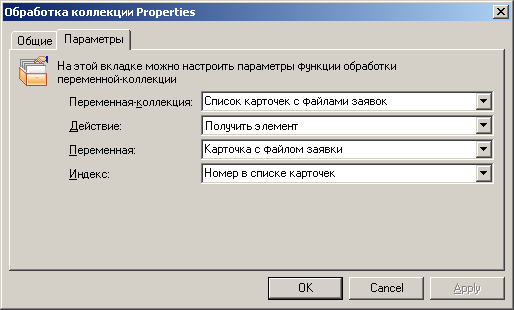 Обработка коллекции Properties
Общие
Параметры
На этой вкладке можно настроить параметры функции обработки
переменной-коллекции
Переменная-коллекция:
Список карточек с файлами заявок
Действие:
Получить элемент
Переменная:
Карточка с файлом заявки
Индекс:
Номер в списке карточек
OK
Cancel
Apply